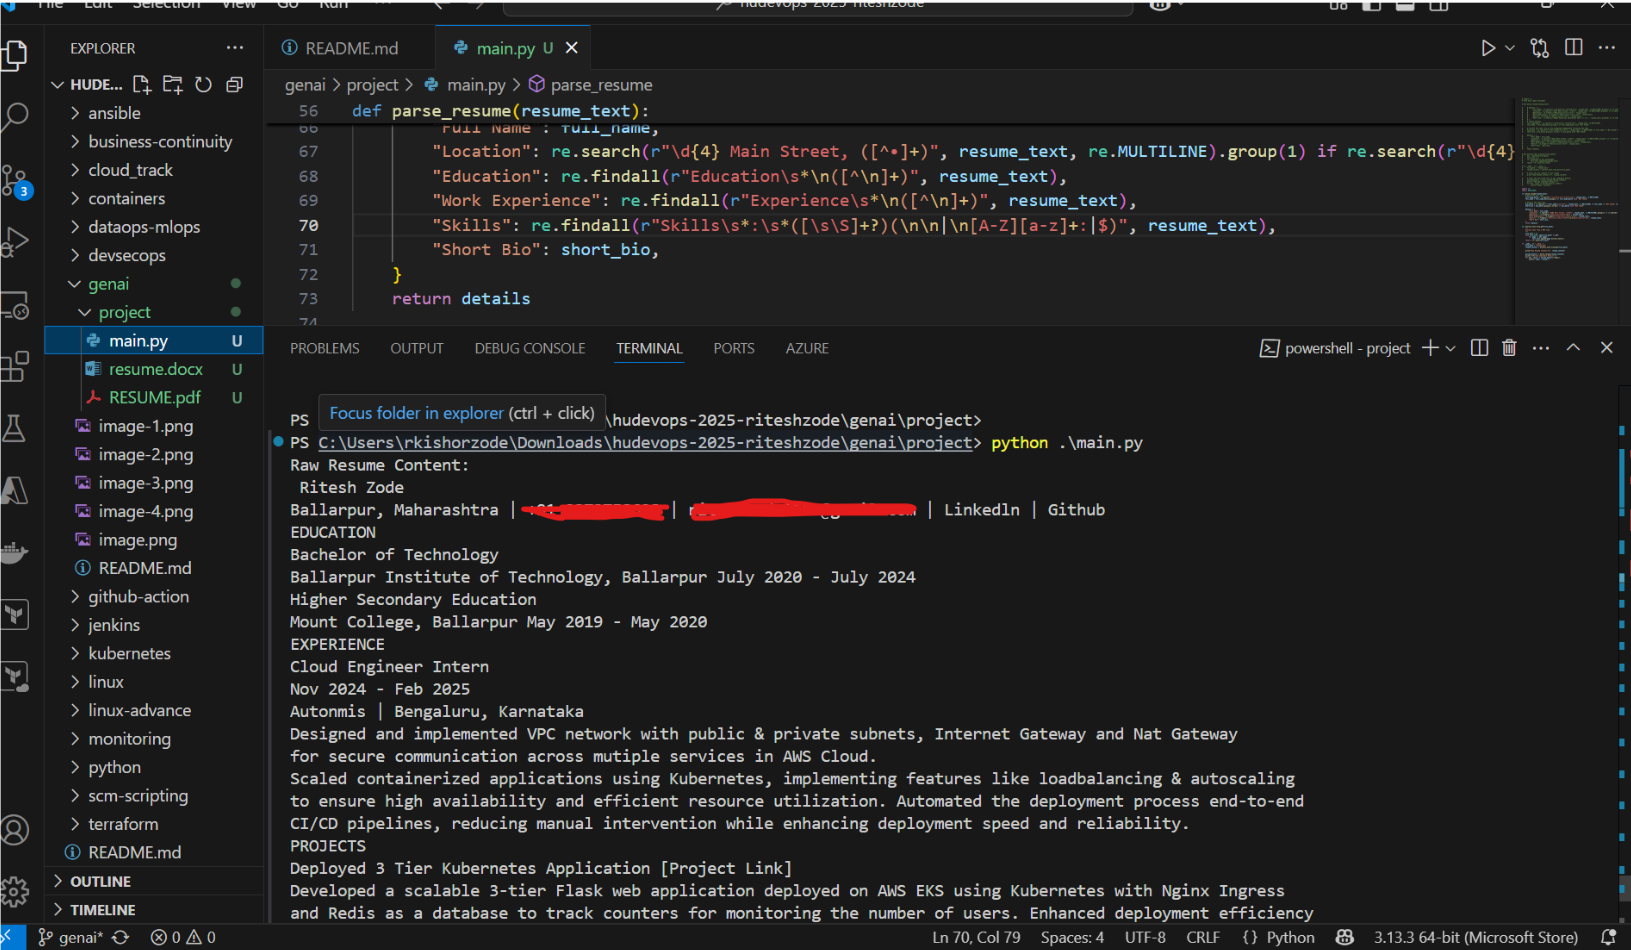 File Edit Selection View Go Run ...
hudevops-2025-riteshzode
EXPLORER
HUDE...
ansible
business-continuity
cloud_track
containers
dataops-mlops
devsecops
genai
project
main.py U
resume.docx U
RESUME.pdf U
image-1.png
image-2.png
image-3.png
image-4.png
image.png
README.md
github-action
jenkins
kubernetes
linux
linux-advance
monitoring
python
scm-scripting
terraform
README.md
OUTLINE
TIMELINE
3
README.md
main.py U
genai > project > main.py > parse_resume
56 def parse_resume(resume_text):
66 "Full Name": full_name,
67 "Location": re.search(r"\d{4} Main Street, ([^•]+)", resume_text, re.MULTILINE).group(1) if re.search(r"\d{4}
68 "Education": re.findall(r"Education\s*\n([^\n]+)", resume_text),
69 "Work Experience": re.findall(r"Experience\s*\n([^\n]+)", resume_text),
70 "Skills": re.findall(r"Skills\s*:\s*([\s\S]+?)(\n\n|\n[A-Z][a-z]+:|$)", resume_text),
71 "Short Bio": short_bio,
72 }
73 return details
74
PROBLEMS OUTPUT DEBUG CONSOLE TERMINAL PORTS AZURE
powershell - project
Focus folder in explorer (ctrl + click)
PS \hudevops-2025-riteshzode\genai\project>
PS C:\Users\rkishorzode\Downloads\hudevops-2025-riteshzode\genai\project> python .\main.py
Raw Resume Content:
Ritesh Zode
Ballarpur, Maharashtra | | | Linkedln | Github
EDUCATION
Bachelor of Technology
Ballarpur Institute of Technology, Ballarpur July 2020 - July 2024
Higher Secondary Education
Mount College, Ballarpur May 2019 - May 2020
EXPERIENCE
Cloud Engineer Intern
Nov 2024 - Feb 2025
Autonmis | Bengaluru, Karnataka
Designed and implemented VPC network with public & private subnets, Internet Gateway and Nat Gateway
for secure communication across mutiple services in AWS Cloud.
Scaled containerized applications using Kubernetes, implementing features like loadbalancing & autoscaling
to ensure high availability and efficient resource utilization. Automated the deployment process end-to-end
CI/CD pipelines, reducing manual intervention while enhancing deployment speed and reliability.
PROJECTS
Deployed 3 Tier Kubernetes Application [Project Link]
Developed a scalable 3-tier Flask web application deployed on AWS EKS using Kubernetes with Nginx Ingress
and Redis as a database to track counters for monitoring the number of users. Enhanced deployment efficiency
genai* 0 0
Ln 70, Col 79 Spaces: 4 UTF-8 CRLF {} Python 3.13.3 64-bit (Microsoft Store)